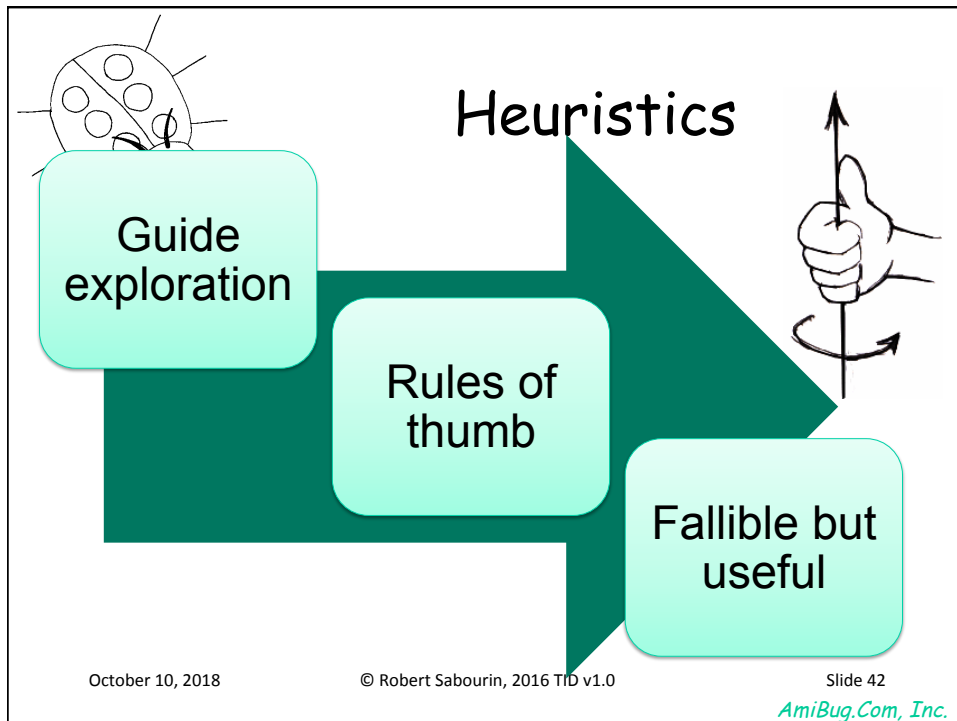 Heuristics
Guide
exploration
Rules of
thumb
Fallible but
useful
October 10, 2018
© Robert Sabourin, 2016 TID v1.0
Slide 42
AmiBug.Com, Inc.